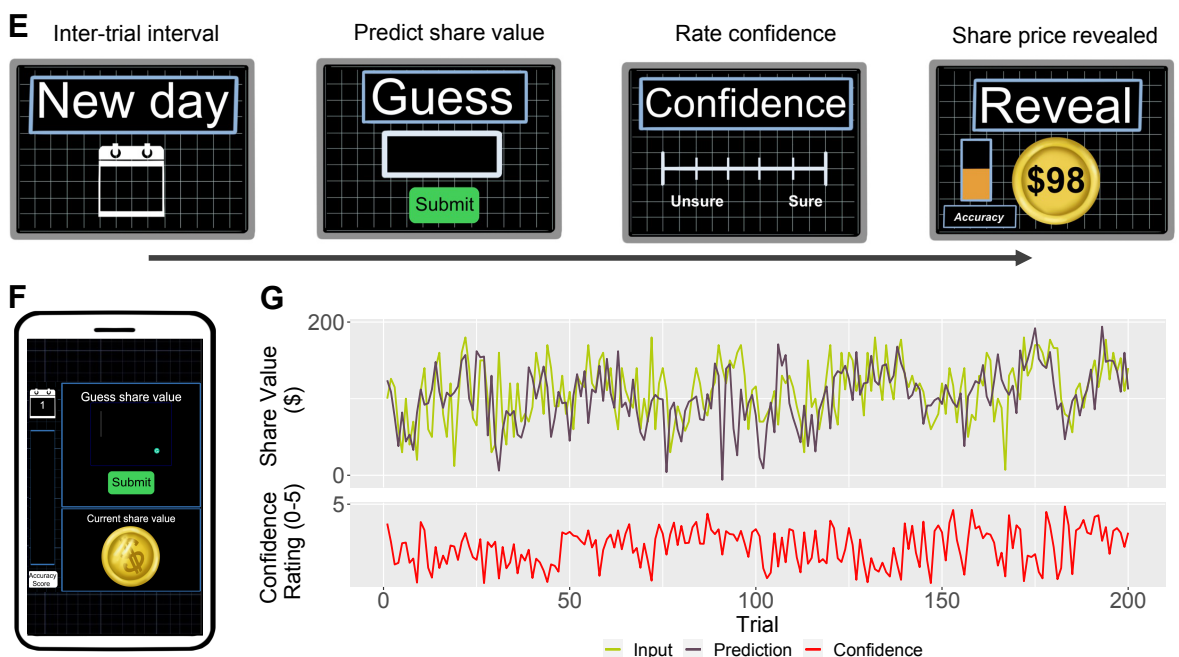 E
Inter-trial interval
Predict share value
Rate confidence
Share price revealed
New day
Guess
Submit
Confidence
Unsure
Sure
Reveal
$98
Accuracy
F
1
Guess share value
Submit
Current share value
$
Accuracy
Score
G
Share Value
($)
200
0
Confidence
Rating (0-5)
5
0
50
100
150
200
Trial
Input
Prediction
Confidence